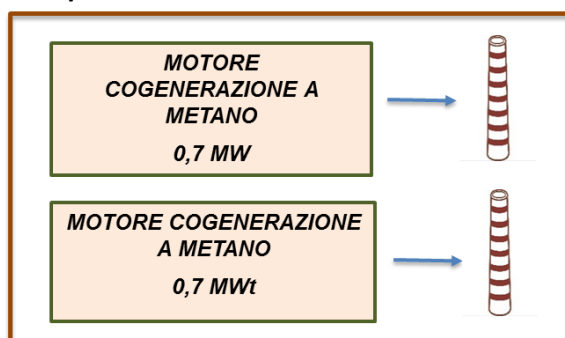 MOTORE
COGENERAZIONE A
METANO
0,7 MW
MOTORE COGENERAZIONE
A METANO
0,7 MWt